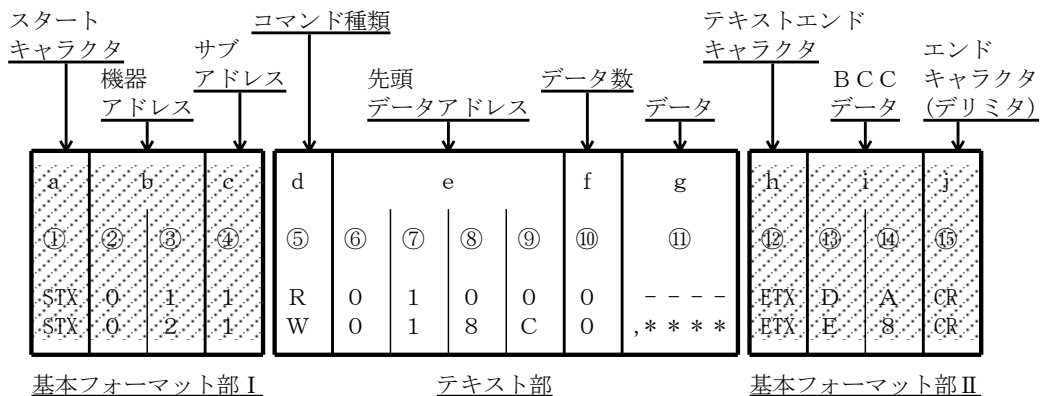 スタート
キャラクタ
機器
アドレス
サブ
アドレス
コマンド種類
先頭
データアドレス
データ数
データ
テキストエンド
キャラクタ
ＢＣＣ
データ
エンド
キャラクタ
(デリミタ)
a b c d e f g h i j
① ② ③ ④ ⑤ ⑥ ⑦ ⑧ ⑨ ⑩ ⑪ ⑫ ⑬ ⑭ ⑮
STX 0 1 1 R 0 1 0 0 0 ---- ETX D A CR
STX 0 2 1 W 0 1 8 C 0 ,**** ETX E 8 CR
基本フォーマット部Ⅰ テキスト部 基本フォーマット部Ⅱ